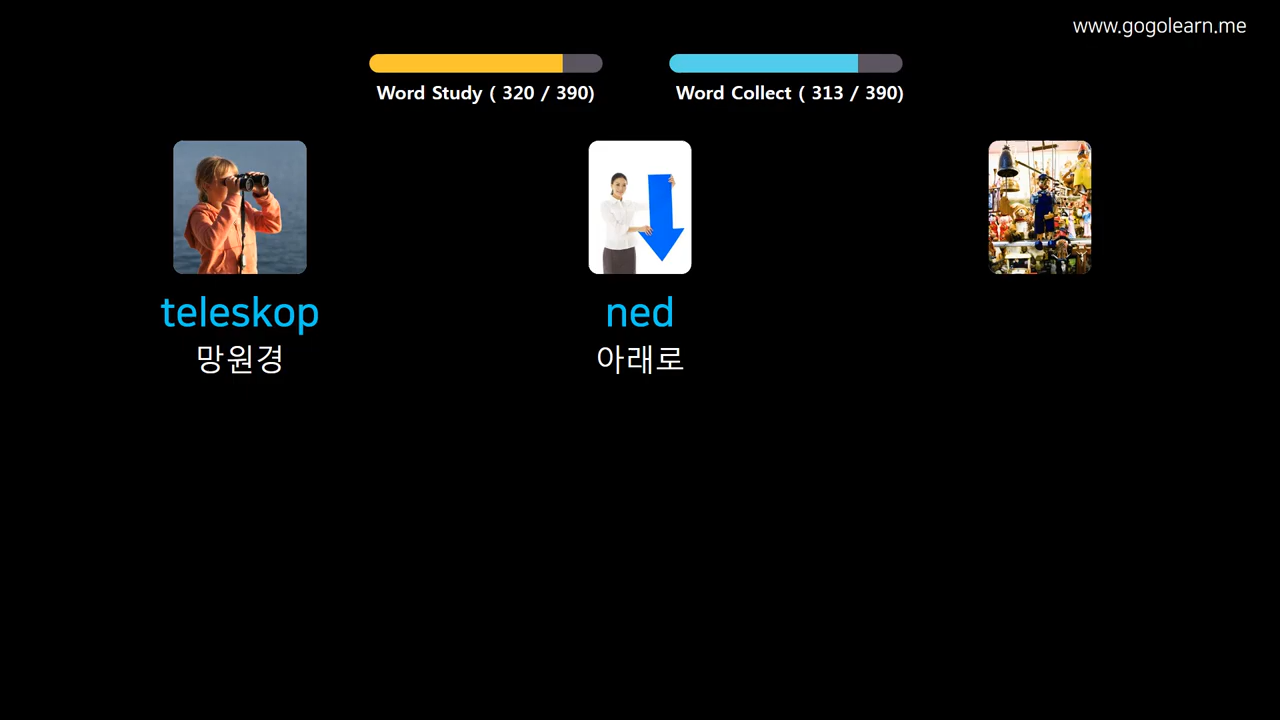 www.gogolearn.me
Word Study ( 320 / 390)
Word Collect ( 313 / 390)
teleskop
망원경
ned
아래로